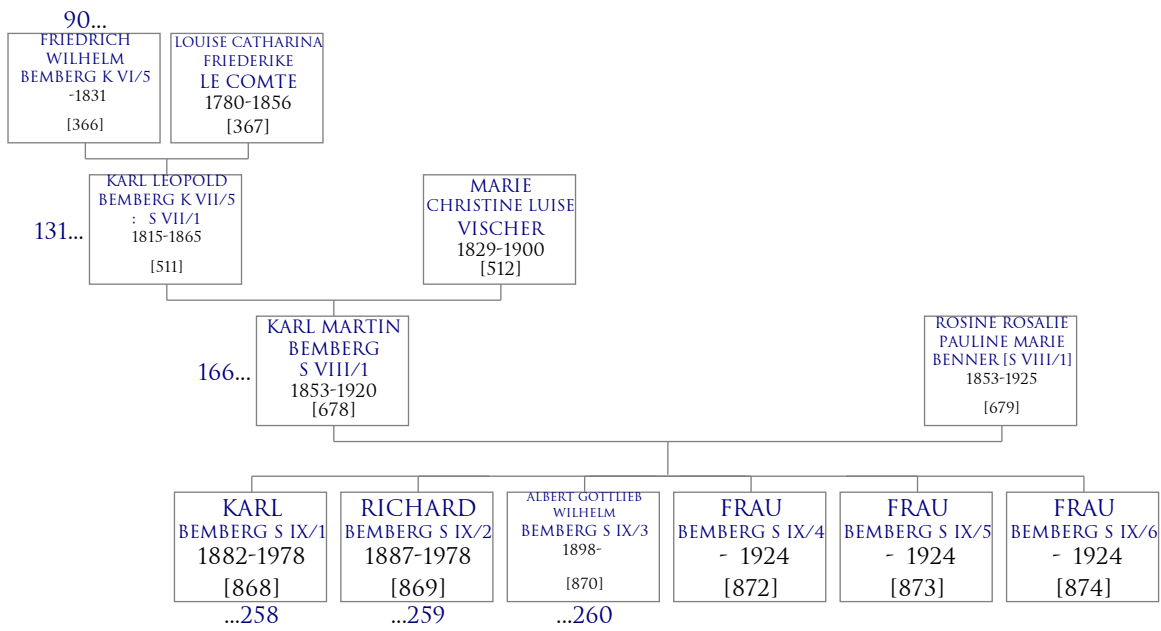 90...
FRIEDRICH
WILHELM
BEMBERG K VI/5
-1831
[366]
LOUISE CATHARINA
FRIEDERIKE
LE COMTE
1780-1856
[367]
131...
KARL LEOPOLD
BEMBERG K VII/5
: S VII/1
1815-1865
[511]
MARIE
CHRISTINE LUISE
VISCHER
1829-1900
[512]
166...
KARL MARTIN
BEMBERG
S VIII/1
1853-1920
[678]
ROSINE ROSALIE
PAULINE MARIE
BENNER [S VIII/1]
1853-1925
[679]
KARL
BEMBERG S IX/1
1882-1978
[868]
...258
RICHARD
BEMBERG S IX/2
1887-1978
[869]
...259
ALBERT GOTTLIEB
WILHELM
BEMBERG S IX/3
1898-
[870]
...260
FRAU
BEMBERG S IX/4
- 1924
[872]
FRAU
BEMBERG S IX/5
- 1924
[873]
FRAU
BEMBERG S IX/6
- 1924
[874]